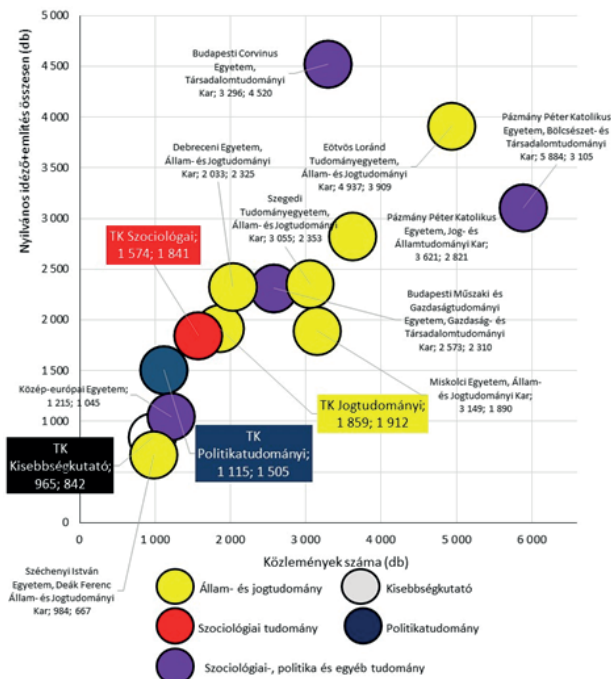 Nyilvános idéző+említés összesen (db)
5 000
4 500
4 000
3 500
3 000
2 500
2 000
1 500
1 000
500
0
Budapesti Corvinus
Egyetem,
Társadalomtudományi
Kar; 3 296; 4 520
Pázmány Péter Katolikus
Egyetem, Bölcsészet- és
Társadalomtudományi
Kar; 5 884; 3 105
Debreceni Egyetem,
Állam- és Jogtudományi
Kar; 2 033; 2 325
Eötvös Loránd
Tudományegyetem,
Állam- és Jogtudományi
Kar; 4 937; 3 909
Szegedi
Tudományegyetem,
Állam- és Jogtudományi
Kar; 3 055; 2 353
Pázmány Péter Katolikus
Egyetem, Jog- és
Államtudományi Kar;
3 621; 2 821
TK Szociológai;
1 574; 1 841
Budapesti Műszaki és
Gazdaságtudományi
Egyetem, Gazdaság- és
Társadalomtudományi
Kar; 2 573; 2 310
Miskolci Egyetem, Állam-
és Jogtudományi Kar;
3 149; 1 890
Közép-európai Egyetem;
1 215; 1 045
TK Jogtudományi;
1 859; 1 912
TK
Kisebbségkutató;
965; 842
TK
Politikatudományi;
1 115; 1 505
0
1 000
2 000
3 000
4 000
5 000
6 000
Közlemények száma (db)
Széchenyi István
Egyetem, Deák Ferenc
Állam- és Jogtudományi
Kar; 984; 667
Állam- és jogtudomány
Kisebbségkutató
Szociológiai tudomány
Politikatudomány
Szociológiai-, politika és egyéb tudomány